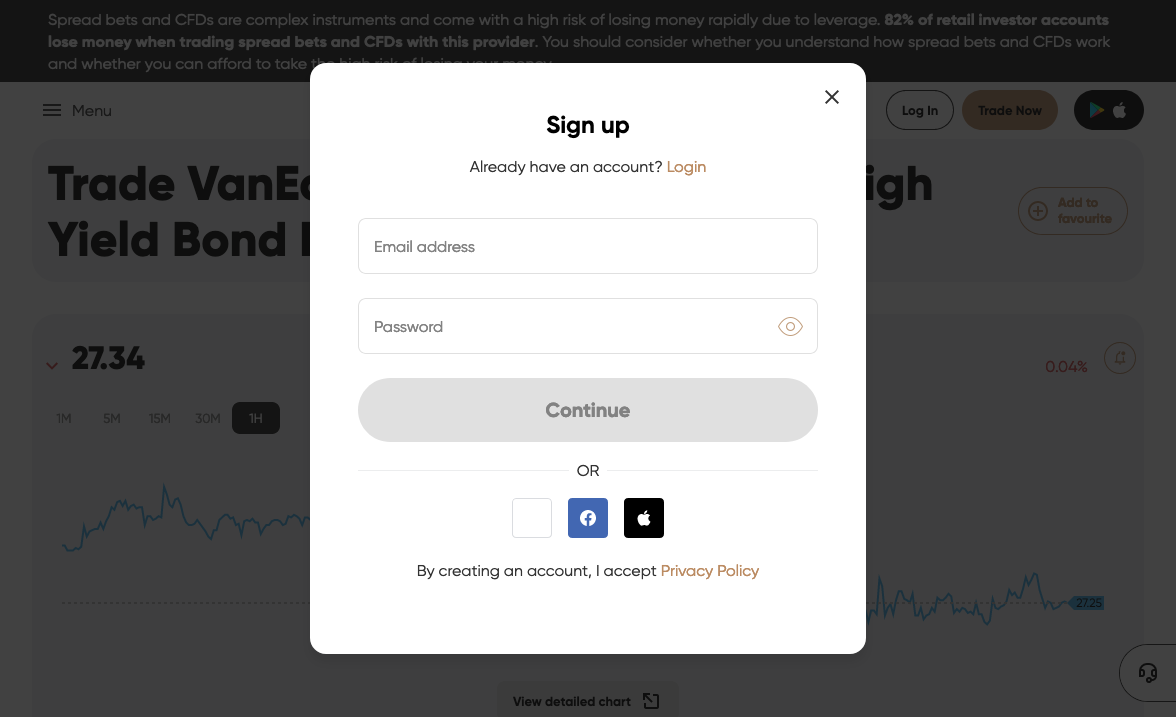 Spread bets and CFDs are complex instruments and come with a high risk of losing money rapidly due to leverage. 82% of retail investor accounts
lose money when trading spread bets and CFDs with this provider. You should consider whether you understand how spread bets and CFDs work
and whether you can afford to take the high risk of losing your money.
Menu
Log In
Trade Now
Sign up
Already have an account? Login
Trade VanEc
igh
Yield Bond
Add to
favourite
Email address
Password
27.34
0.04%
1M 5M 15M 30M 1H
Continue
OR
By creating an account, I accept Privacy Policy
27.25
View detailed chart